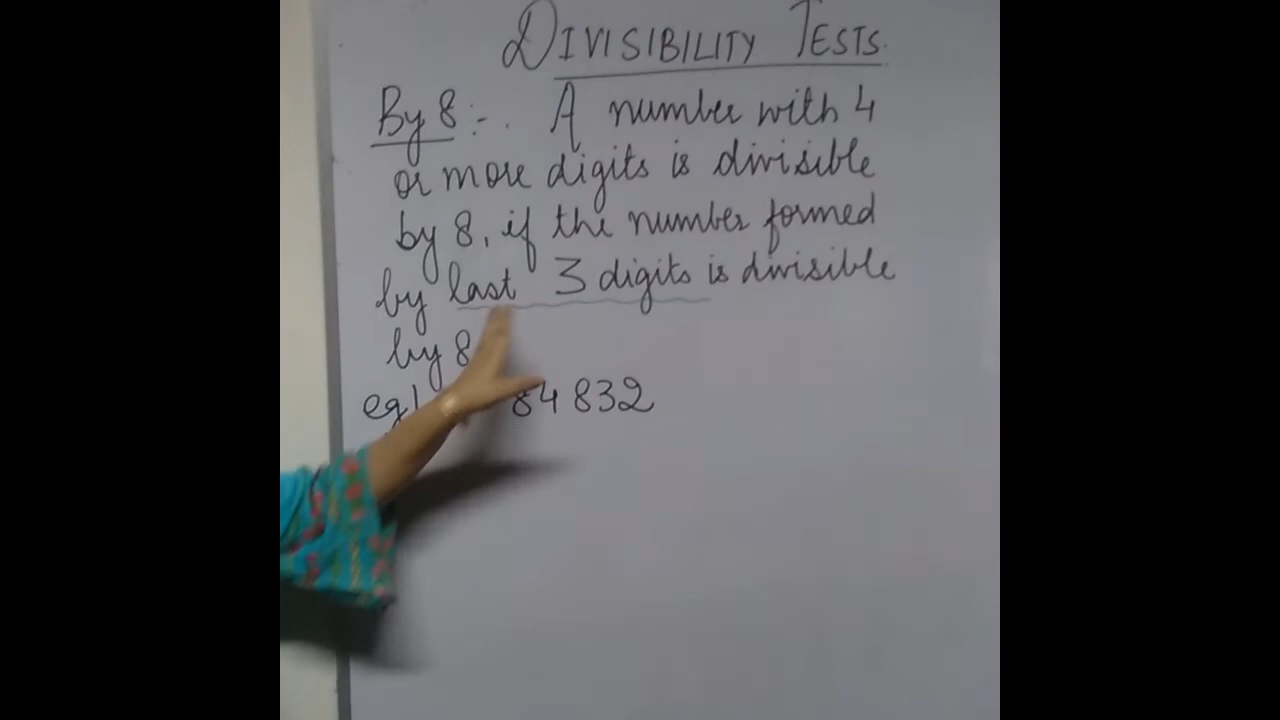 DIVISIBILITY TESTS.
By 8:-. A number with 4
or more digits is divisible
by 8, if the number formed
by last 3 digits is divisible
by 8
eg! 84832